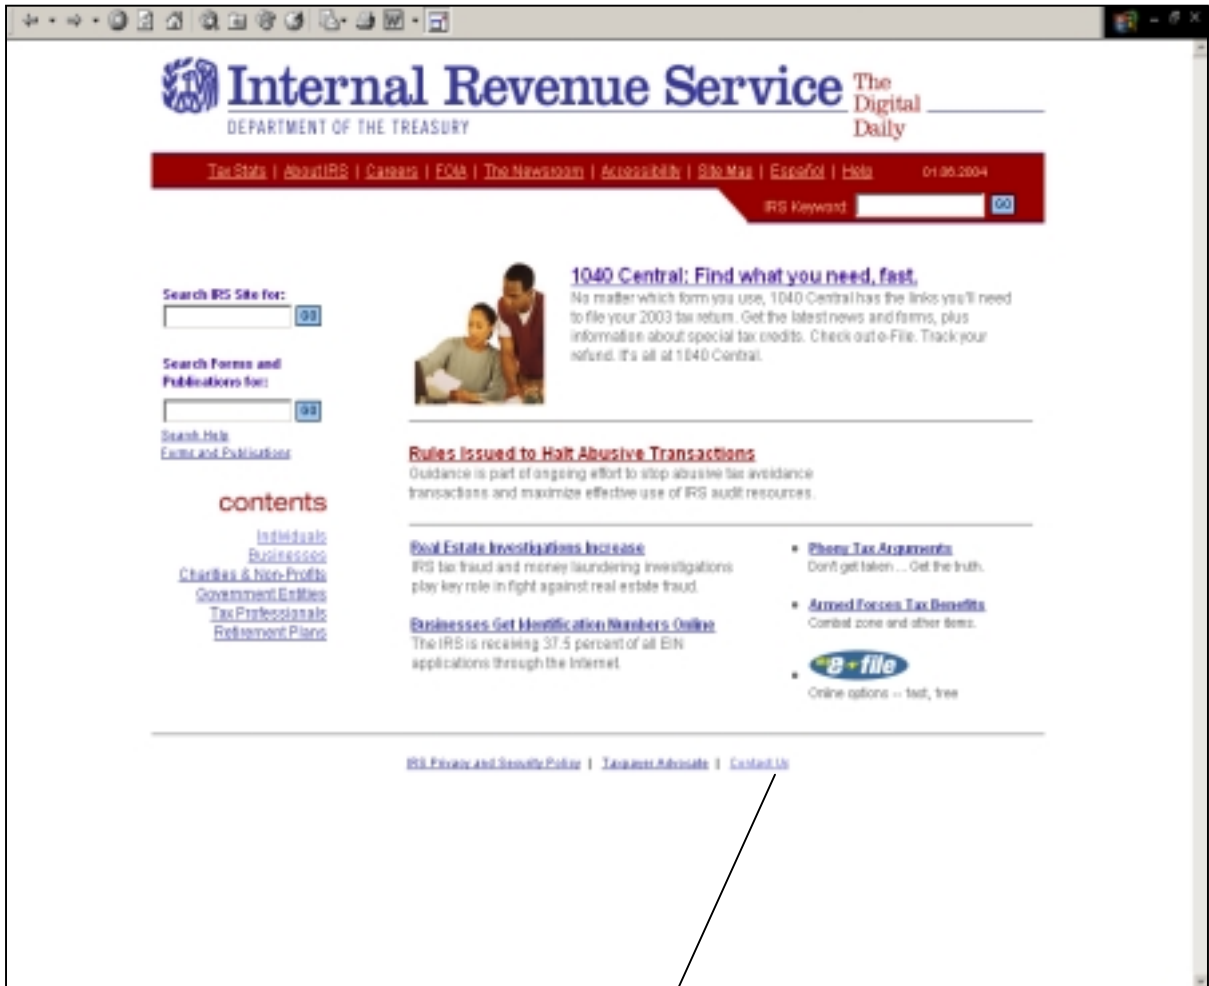 Internal Revenue Service
The
Digital
Daily
DEPARTMENT OF THE TREASURY
Tax Stats | About IRS | Careers | FOIA | The Newsroom | Accessibility | Site Map | Español | Help 01.06.2004
IRS Keyword: GO
Search IRS Site for:
GO
Search Forms and
Publications for:
GO
Search Help
Forms and Publications
contents
Individuals
Businesses
Charities & Non-Profits
Government Entities
Tax Professionals
Retirement Plans
1040 Central: Find what you need, fast.
No matter which form you use, 1040 Central has the links you'll need
to file your 2003 tax return. Get the latest news and forms, plus
information about special tax credits. Check out e-File. Track your
refund. It's all at 1040 Central.
Rules Issued to Halt Abusive Transactions
Guidance is part of ongoing effort to stop abusive tax avoidance
transactions and maximize effective use of IRS audit resources.
Real Estate Investigations Increase
IRS tax fraud and money laundering investigations
play key role in fight against real estate fraud.
Businesses Get Identification Numbers Online
The IRS is receiving 37.5 percent of all EIN
applications through the Internet.
Phony Tax Arguments
Don't get taken ... Get the truth.
Armed Forces Tax Benefits
Combat zone and other items.
e-file
Online options -- fast, free
IRS Privacy and Security Policy | Taxpayer Advocate | Contact Us